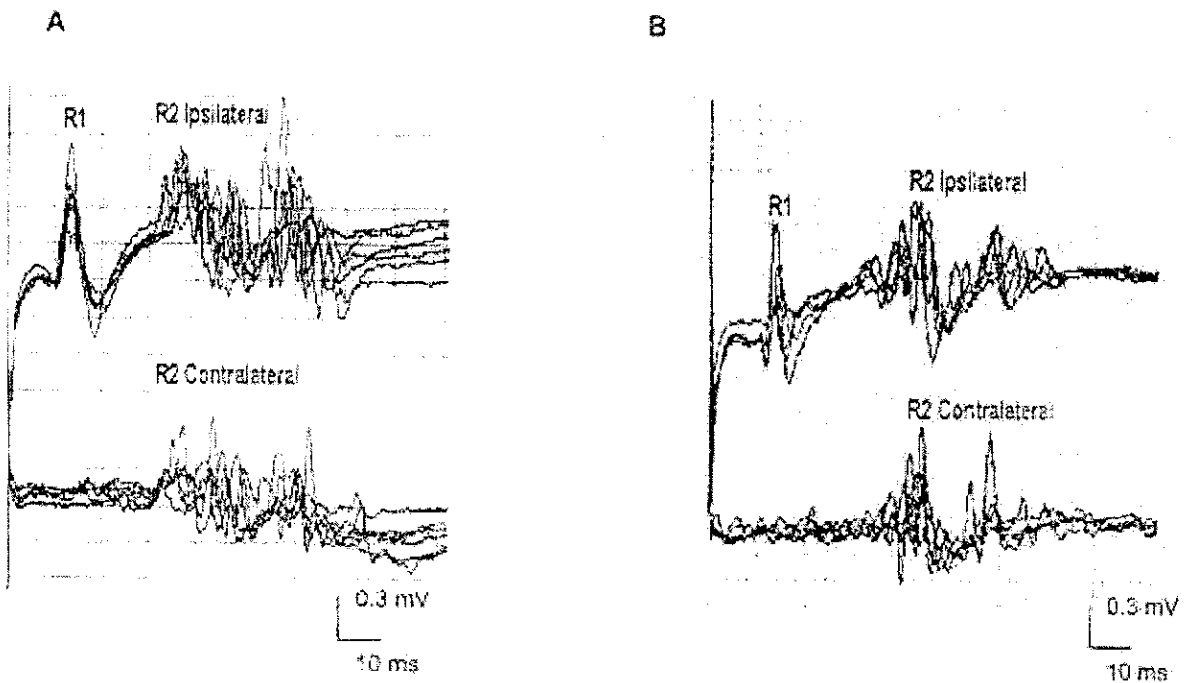 A
R1
R2 Ipsilateral
R2 Contralateral
0.3 mV
10 ms
B
R1
R2 Ipsilateral
R2 Contralateral
0.3 mV
10 ms